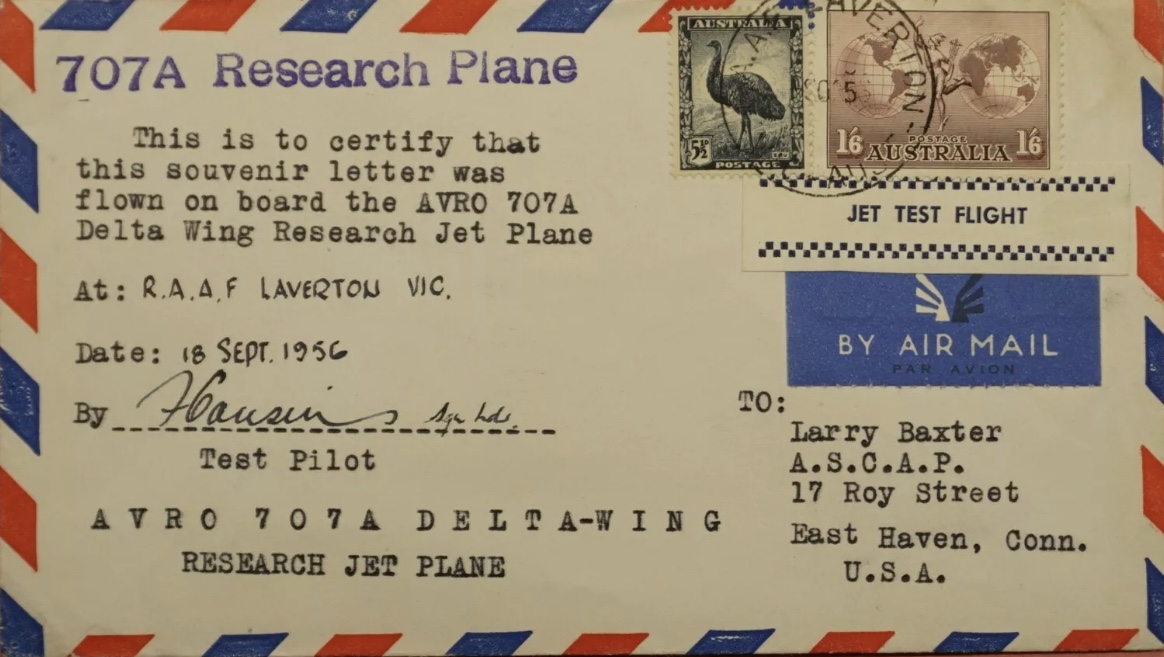 707A Research Plane
This is to certify that
this souvenir letter was
flown on board the AVRO 707A
Delta Wing Research Jet Plane
At: R.A.A.F LAVERTON VIC.
Date: 18 SEPT. 1956
By
Test Pilot
AVRO 707A DELTA-WING
RESEARCH JET PLANE
AUSTRALIA
5½D
POSTAGE
LAVERTON
POSTAGE
1/6 AUSTRALIA 1/6
JET TEST FLIGHT
BY AIR MAIL
PAR AVION
TO:
Larry Baxter
A.S.C.A.P.
17 Roy Street
East Haven, Conn.
U.S.A.